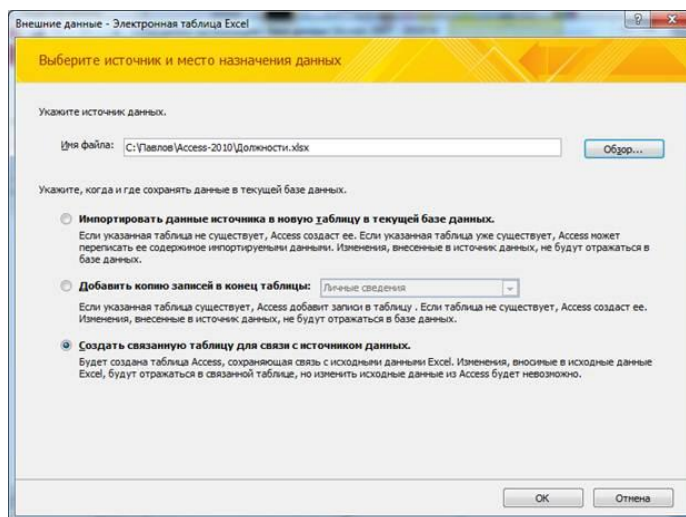 Внешние данные - Электронная таблица Excel
Выберите источник и место назначения данных
Укажите источник данных.
Имя файла: C:\Павлов\Access-2010\Должности.xlsx Обзор...
Укажите, когда и где сохранять данные в текущей базе данных.
Импортировать данные источника в новую таблицу в текущей базе данных.
Если указанная таблица не существует, Access создаст ее. Если указанная таблица уже существует, Access может
переписать ее содержимое импортируемыми данными. Изменения, внесенные в источник данных, не будут отражаться в
базе данных.
Добавить копию записей в конец таблицы: Личные сведения
Если указанная таблица существует, Access добавит записи в таблицу . Если таблица не существует, Access создаст ее.
Изменения, внесенные в источник данных, не будут отражаться в базе данных.
Создать связанную таблицу для связи с источником данных.
Будет создана таблица Access, сохраняющая связь с исходными данными Excel. Изменения, вносимые в исходные данные
Excel, будут отражаться в связанной таблице, но изменить исходные данные из Access будет невозможно.
ОК Отмена